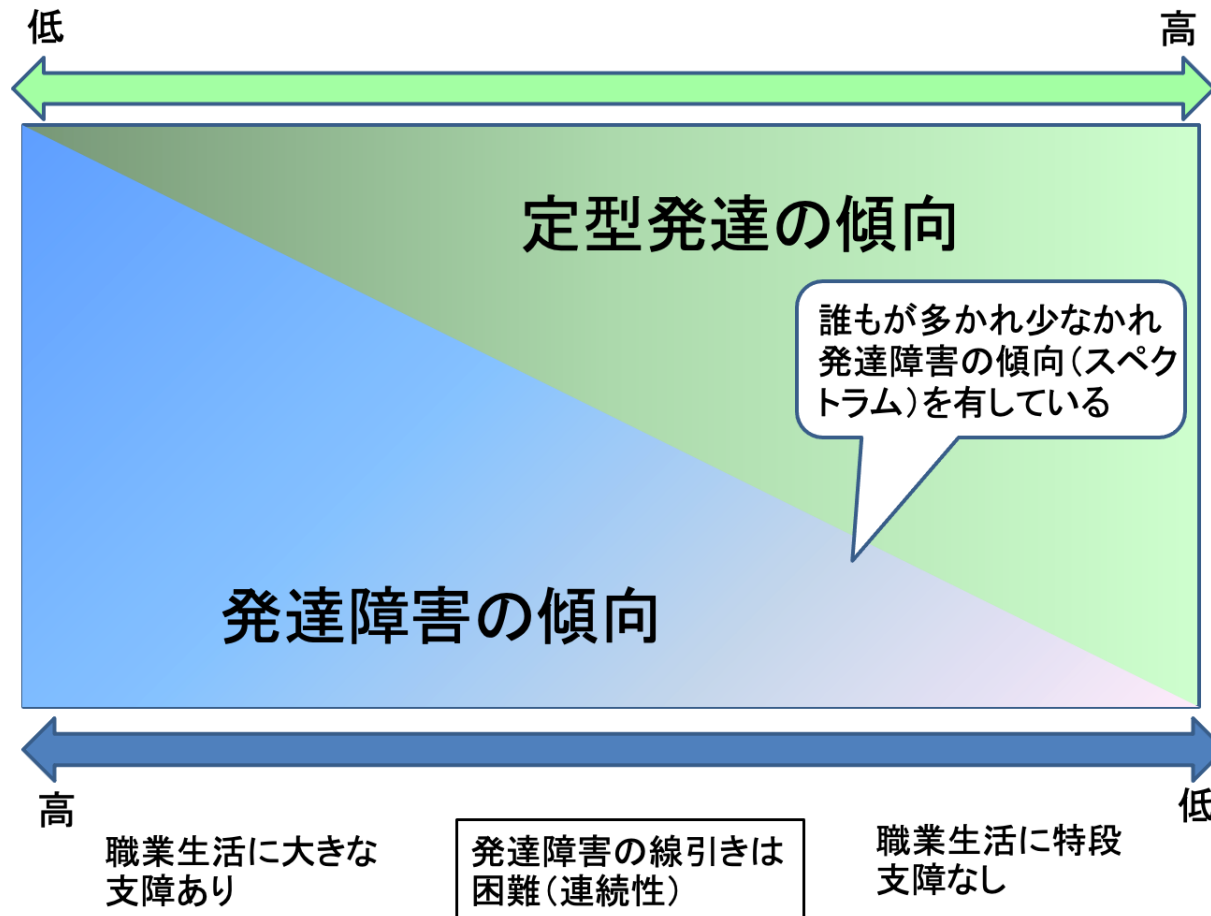 低
高
定型発達の傾向
誰もが多かれ少なかれ
発達障害の傾向(スペク
トラム)を有している
発達障害の傾向
高
低
職業生活に大きな
支障あり
発達障害の線引きは
困難(連続性)
職業生活に特段
支障なし